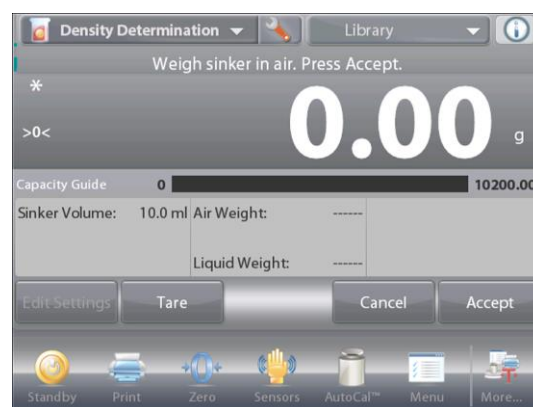 Density Determination Library
Weigh sinker in air. Press Accept.
*
>0< 0.00 g
Capacity Guide 0 10200.00
Sinker Volume: 10.0 ml Air Weight: ------
Liquid Weight: ------
Edit Settings Tare Cancel Accept
Standby Print Zero Sensors AutoCal™ Menu More...